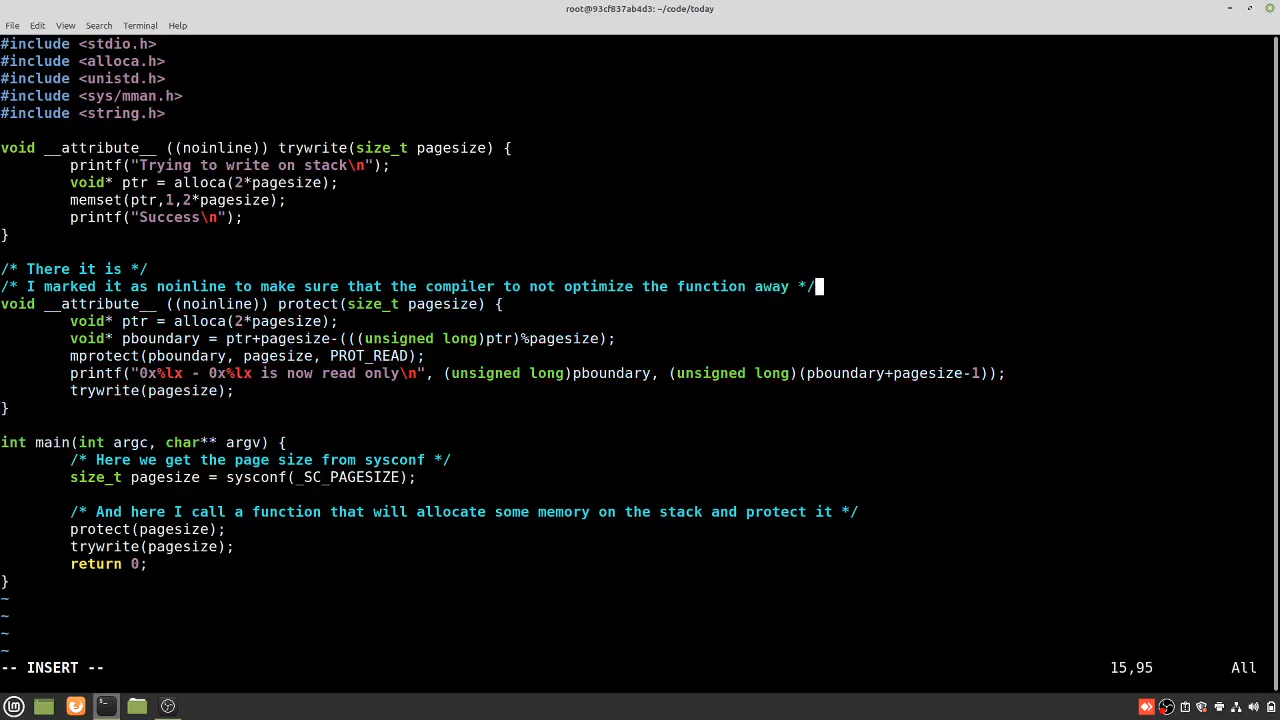 root@93cf837ab4d3: ~/code/today
File Edit View Search Terminal Help
#include <stdio.h>
#include <alloca.h>
#include <unistd.h>
#include <sys/mman.h>
#include <string.h>
void __attribute__ ((noinline)) trywrite(size_t pagesize) {
printf("Trying to write on stack\n");
void* ptr = alloca(2*pagesize);
memset(ptr,1,2*pagesize);
printf("Success\n");
}
/* There it is */
/* I marked it as noinline to make sure that the compiler to not optimize the function away */
void __attribute__ ((noinline)) protect(size_t pagesize) {
void* ptr = alloca(2*pagesize);
void* pboundary = ptr+pagesize-(((unsigned long)ptr)%pagesize);
mprotect(pboundary, pagesize, PROT_READ);
printf("0x%lx - 0x%lx is now read only\n", (unsigned long)pboundary, (unsigned long)(pboundary+pagesize-1));
trywrite(pagesize);
}
int main(int argc, char** argv) {
/* Here we get the page size from sysconf */
size_t pagesize = sysconf(_SC_PAGESIZE);
/* And here I call a function that will allocate some memory on the stack and protect it */
protect(pagesize);
trywrite(pagesize);
return 0;
}
~
~
~
~
-- INSERT -- 15,95 All